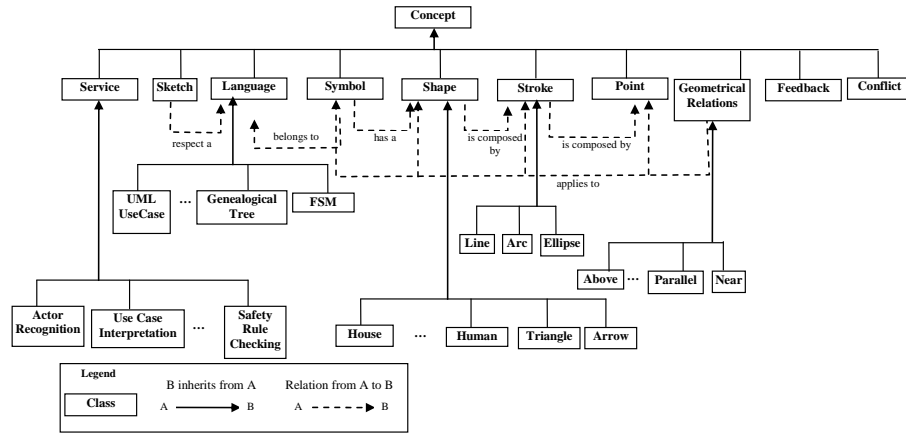 Concept
Service
Sketch
Language
Symbol
Shape
Stroke
Point
Geometrical
Relations
Feedback
Conflict
respect a
belongs to
has a
is composed
by
is composed by
applies to
UML
UseCase
...
Genealogical
Tree
FSM
Line
Arc
Ellipse
Above
...
Parallel
Near
Actor
Recognition
Use Case
Interpretation
...
Safety
Rule
Checking
House
...
Human
Triangle
Arrow
Legend
Class
B inherits from A
A B
Relation from A to B
A B